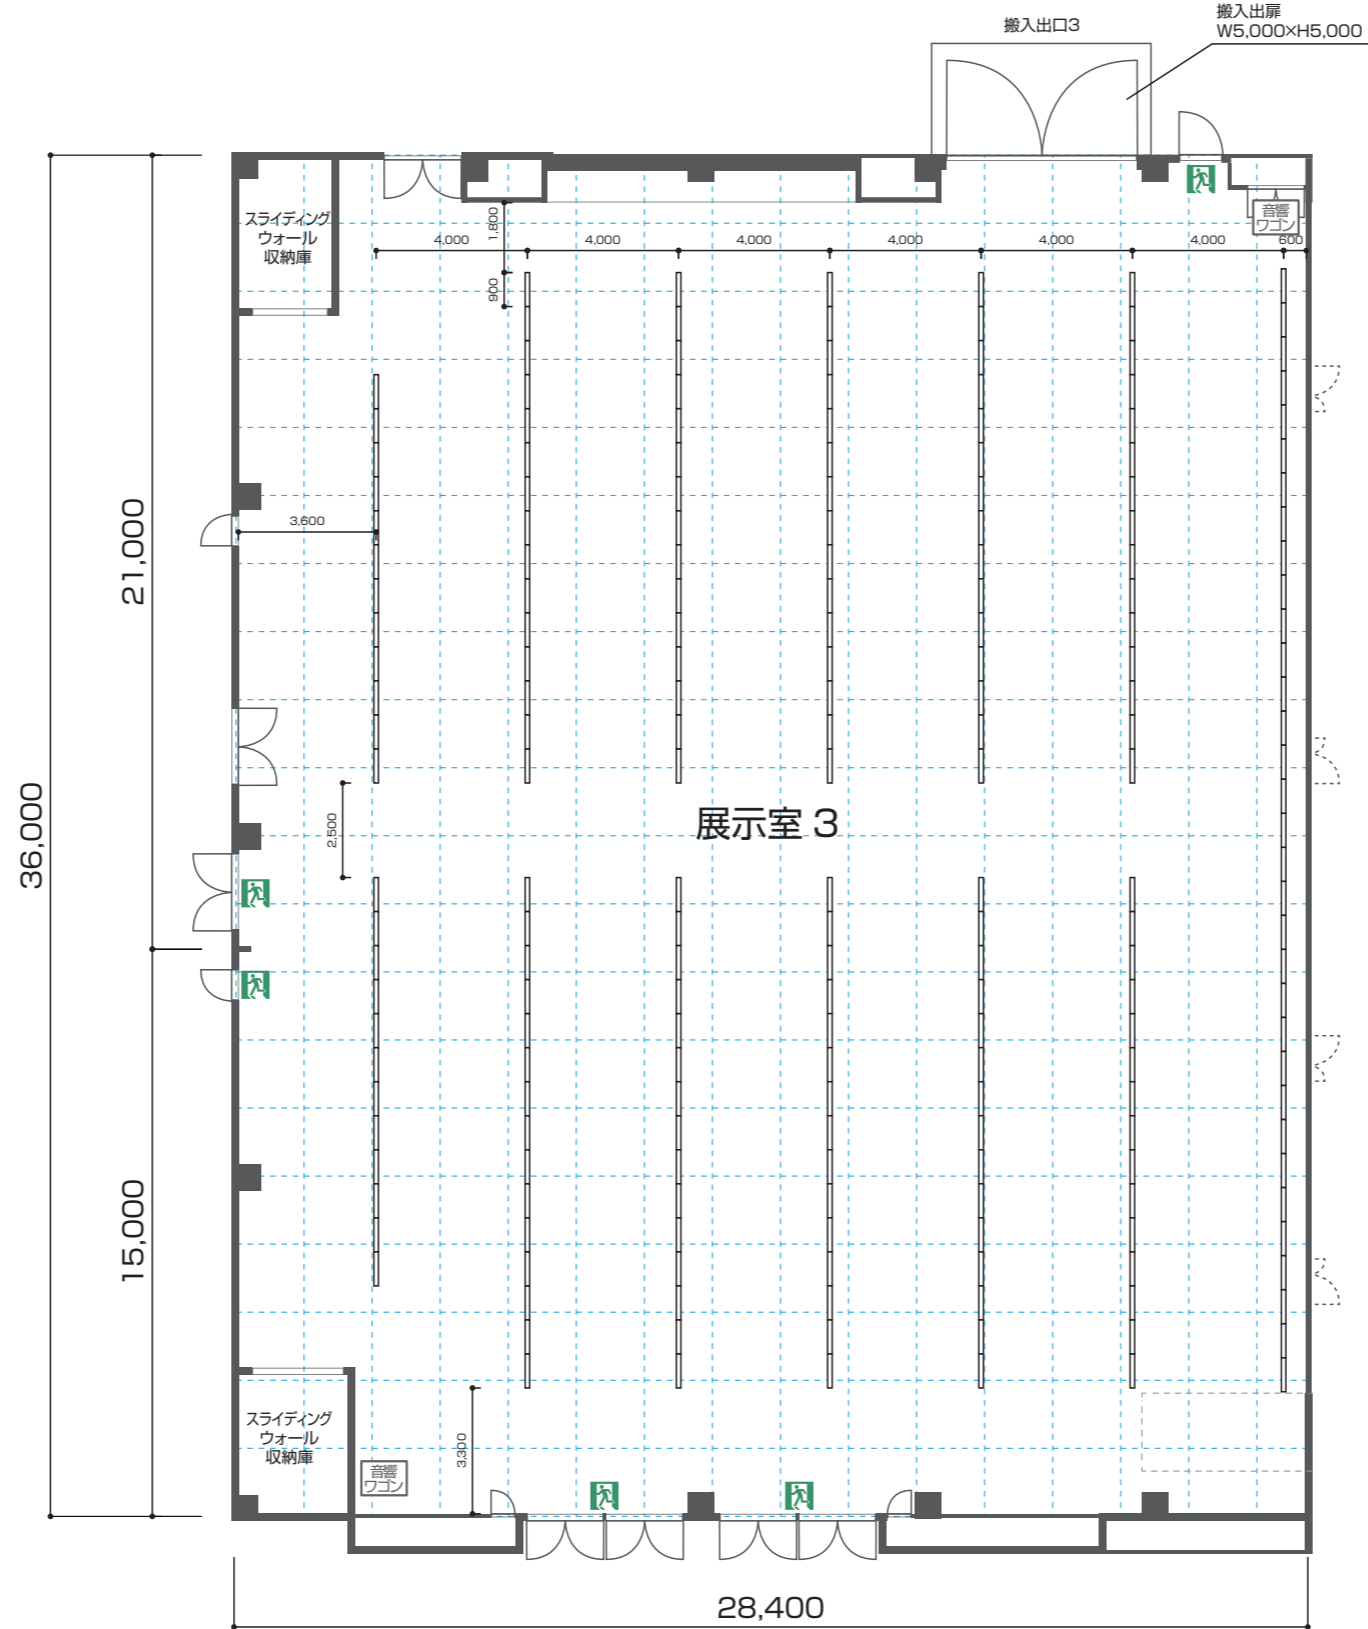 搬入出扉
W5,000×H5,000
搬入出口3
スライディング
ウォール
収納庫
音響
ワゴン
4,000
1,800
4,000
4,000
4,000
4,000
4,000
600
900
3,600
21,000
36,000
2,500
展示室 3
15,000
3,300
スライディング
ウォール
収納庫
音響
ワゴン
28,400